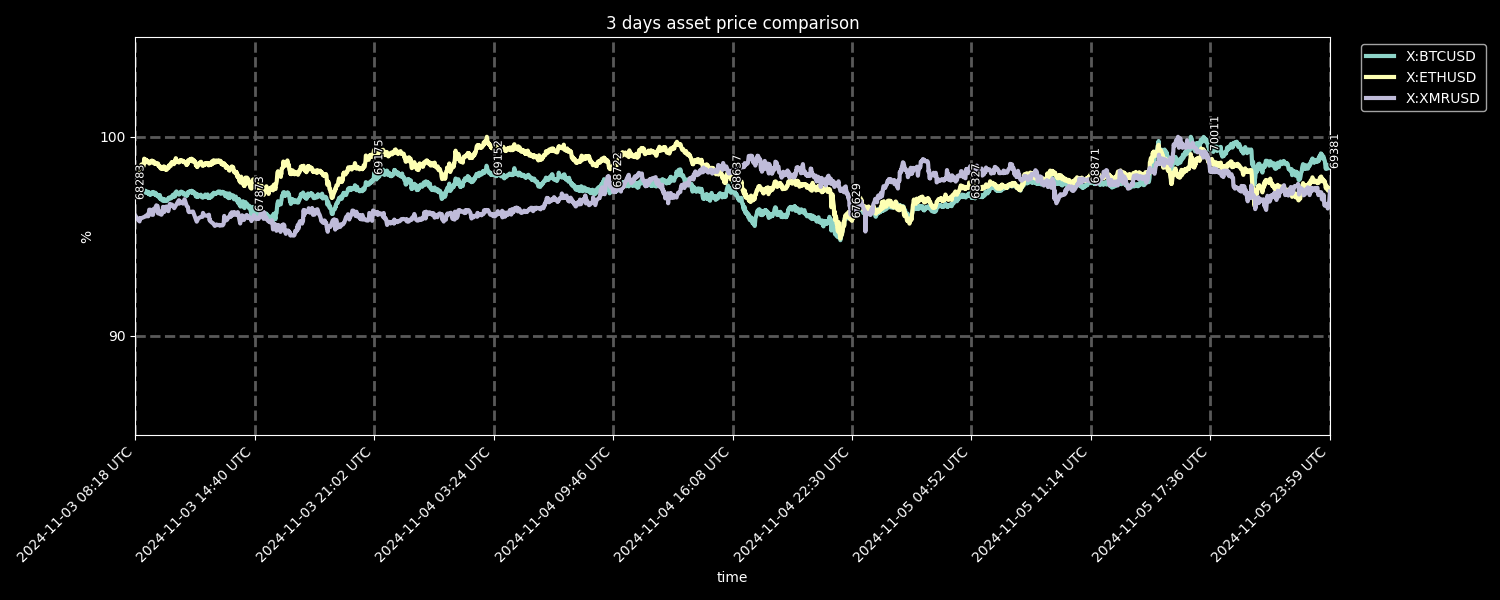 3 days asset price comparison
X:BTCUSD
X:ETHUSD
X:XMRUSD
100
90
%
68283
67873
69175
69152
68722
68637
67629
68327
68871
70011
69381
2024-11-03 08:18 UTC
2024-11-03 14:40 UTC
2024-11-03 21:02 UTC
2024-11-04 03:24 UTC
2024-11-04 09:46 UTC
2024-11-04 16:08 UTC
2024-11-04 22:30 UTC
2024-11-05 04:52 UTC
2024-11-05 11:14 UTC
2024-11-05 17:36 UTC
2024-11-05 23:59 UTC
time